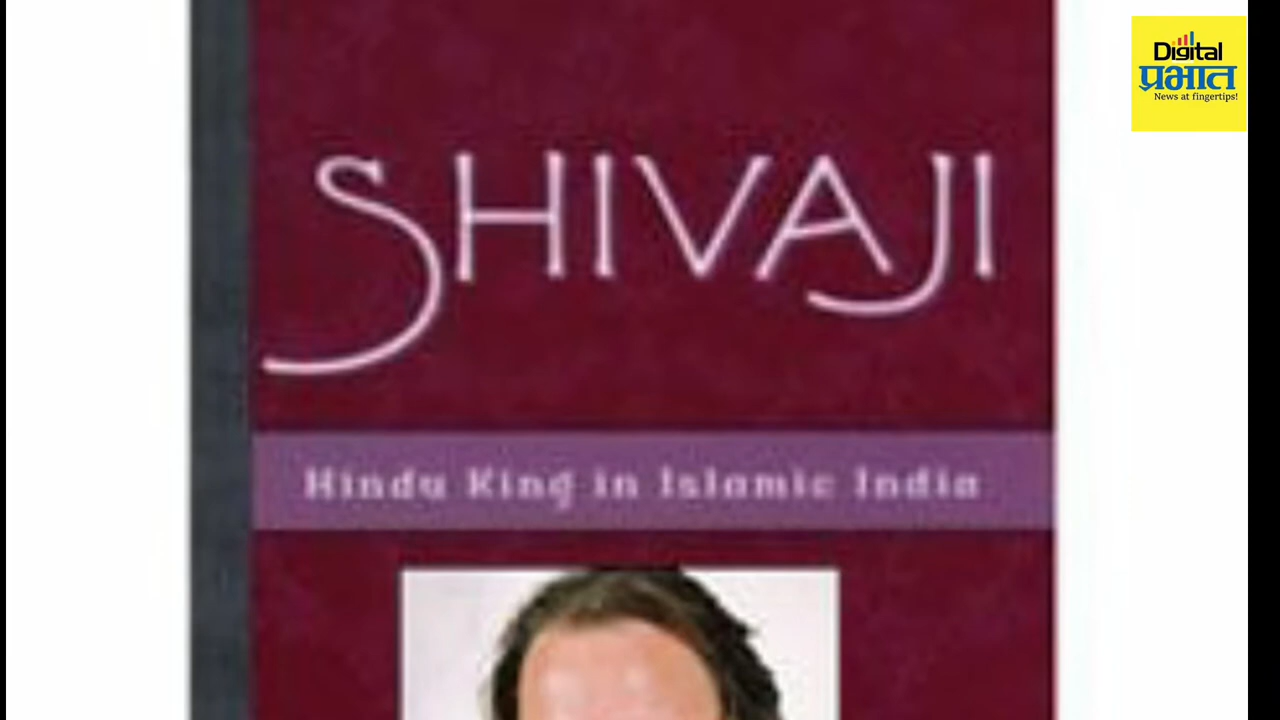 Digital
प्रभात
News at fingertips!
SHIVAJI
Hindu King in Islamic India